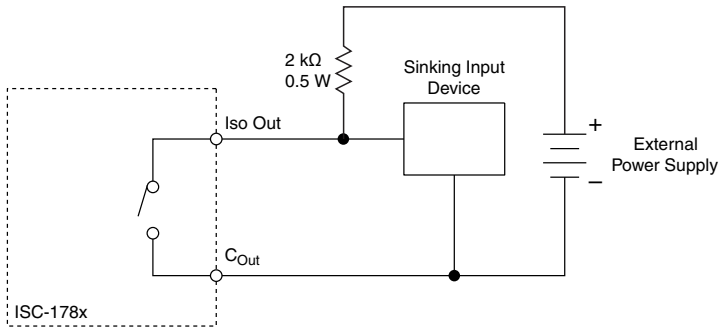 2 kΩ
0.5 W
Sinking Input
Device
Iso Out
+
External
Power Supply
–
COut
ISC-178x